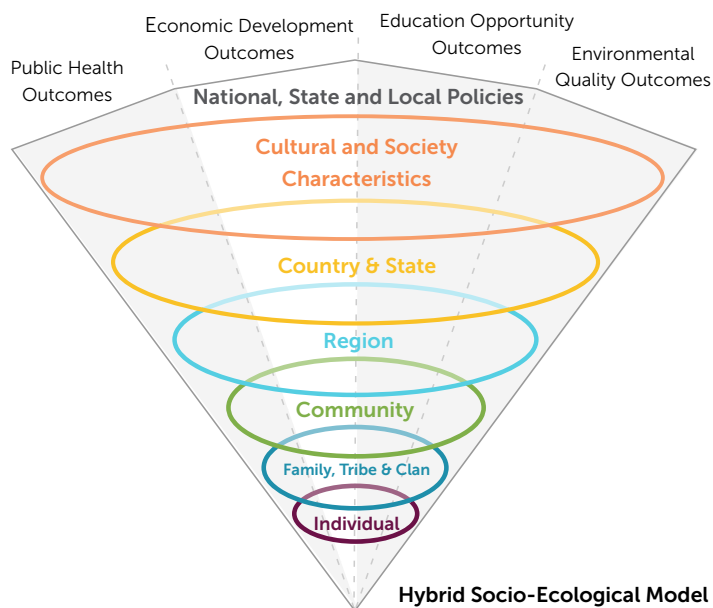 Public Health
Outcomes
Economic Development
Outcomes
Education Opportunity
Outcomes
Environmental
Quality Outcomes
National, State and Local Policies
Cultural and Society
Characteristics
Country & State
Region
Community
Family, Tribe & Clan
Individual
Hybrid Socio-Ecological Model